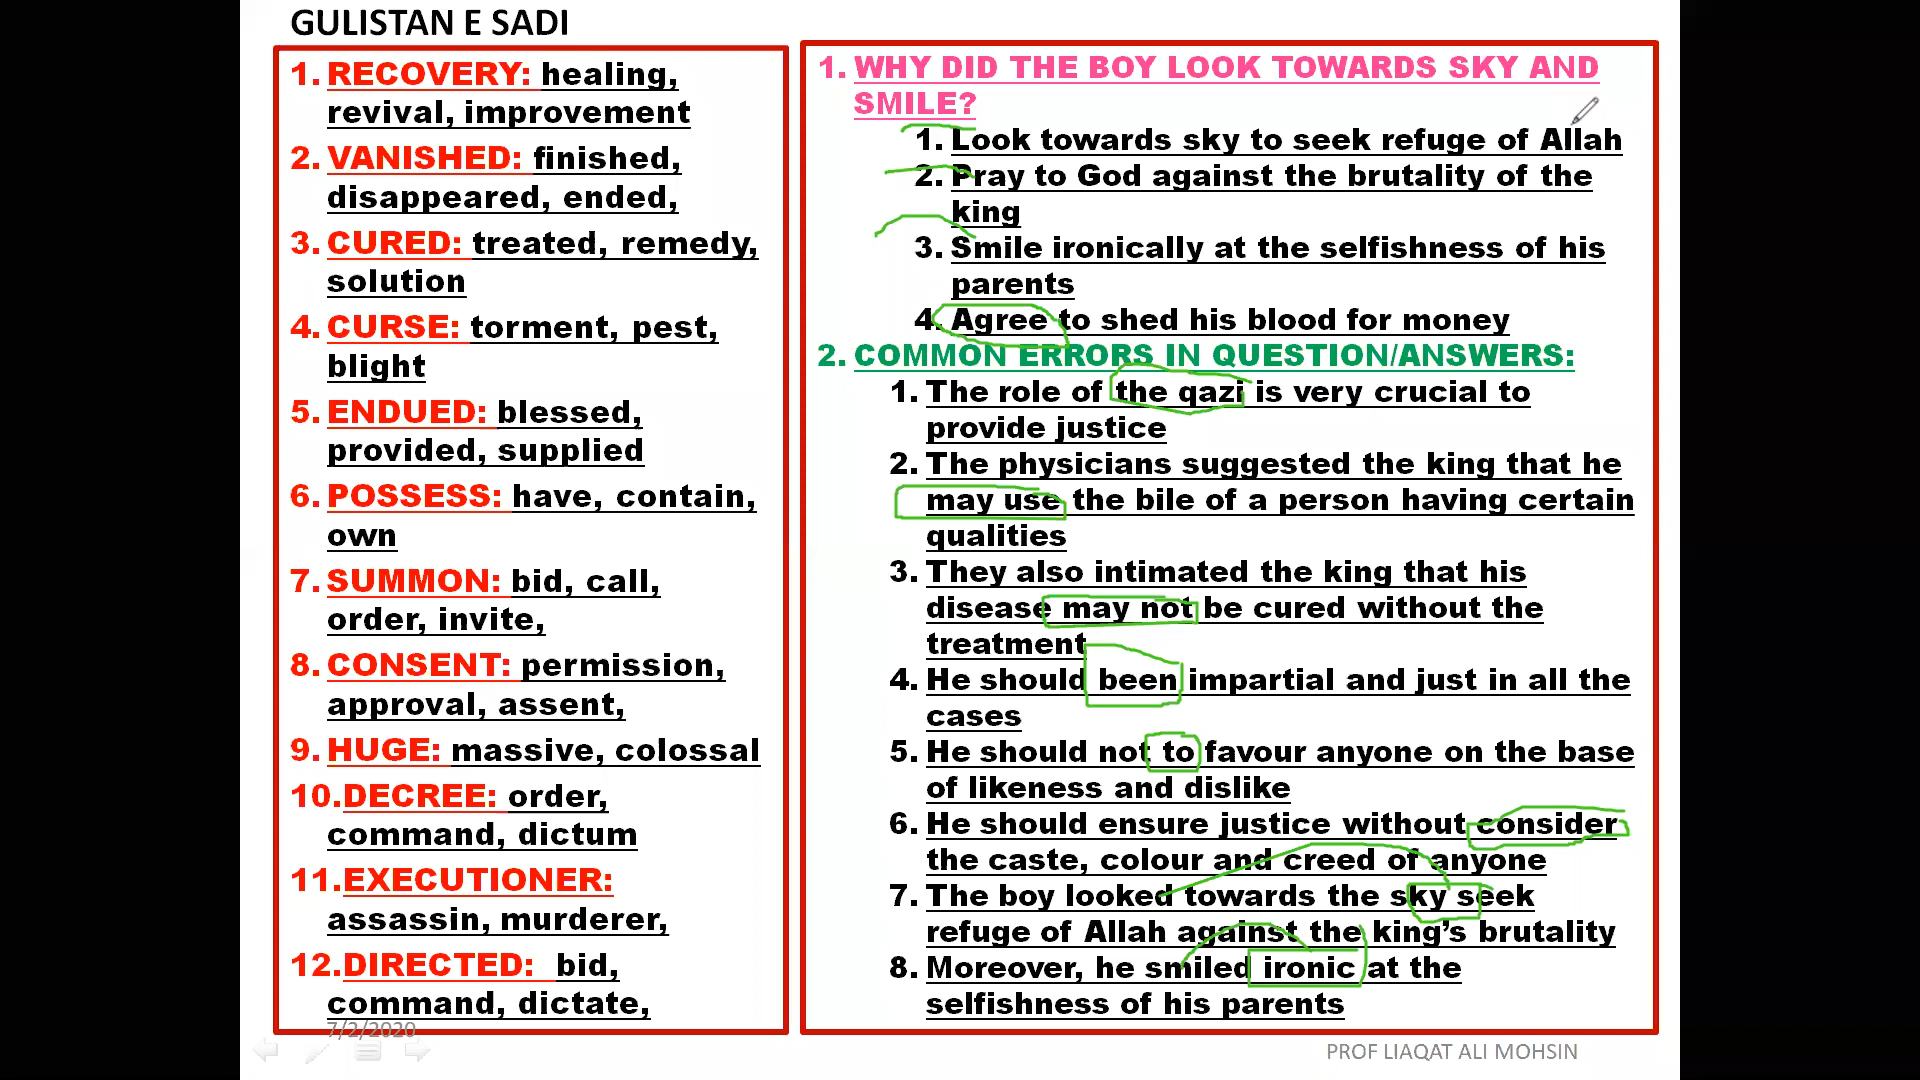 GULISTAN E SADI
1. RECOVERY: healing,
revival, improvement
2. VANISHED: finished,
disappeared, ended,
3. CURED: treated, remedy,
solution
4. CURSE: torment, pest,
blight
5. ENDUED: blessed,
provided, supplied
6. POSSESS: have, contain,
own
7. SUMMON: bid, call,
order, invite,
8. CONSENT: permission,
approval, assent,
9. HUGE: massive, colossal
10.DECREE: order,
command, dictum
11.EXECUTIONER:
assassin, murderer,
12.DIRECTED: bid,
command, dictate,
7/2/2020
1. WHY DID THE BOY LOOK TOWARDS SKY AND
SMILE?
1. Look towards sky to seek refuge of Allah
2. Pray to God against the brutality of the
king
3. Smile ironically at the selfishness of his
parents
4. Agree to shed his blood for money
2. COMMON ERRORS IN QUESTION/ANSWERS:
1. The role of the qazi is very crucial to
provide justice
2. The physicians suggested the king that he
may use the bile of a person having certain
qualities
3. They also intimated the king that his
disease may not be cured without the
treatment
4. He should been impartial and just in all the
cases
5. He should not to favour anyone on the base
of likeness and dislike
6. He should ensure justice without consider
the caste, colour and creed of anyone
7. The boy looked towards the sky seek
refuge of Allah against the king's brutality
8. Moreover, he smiled ironic at the
selfishness of his parents
PROF LIAQAT ALI MOHSIN